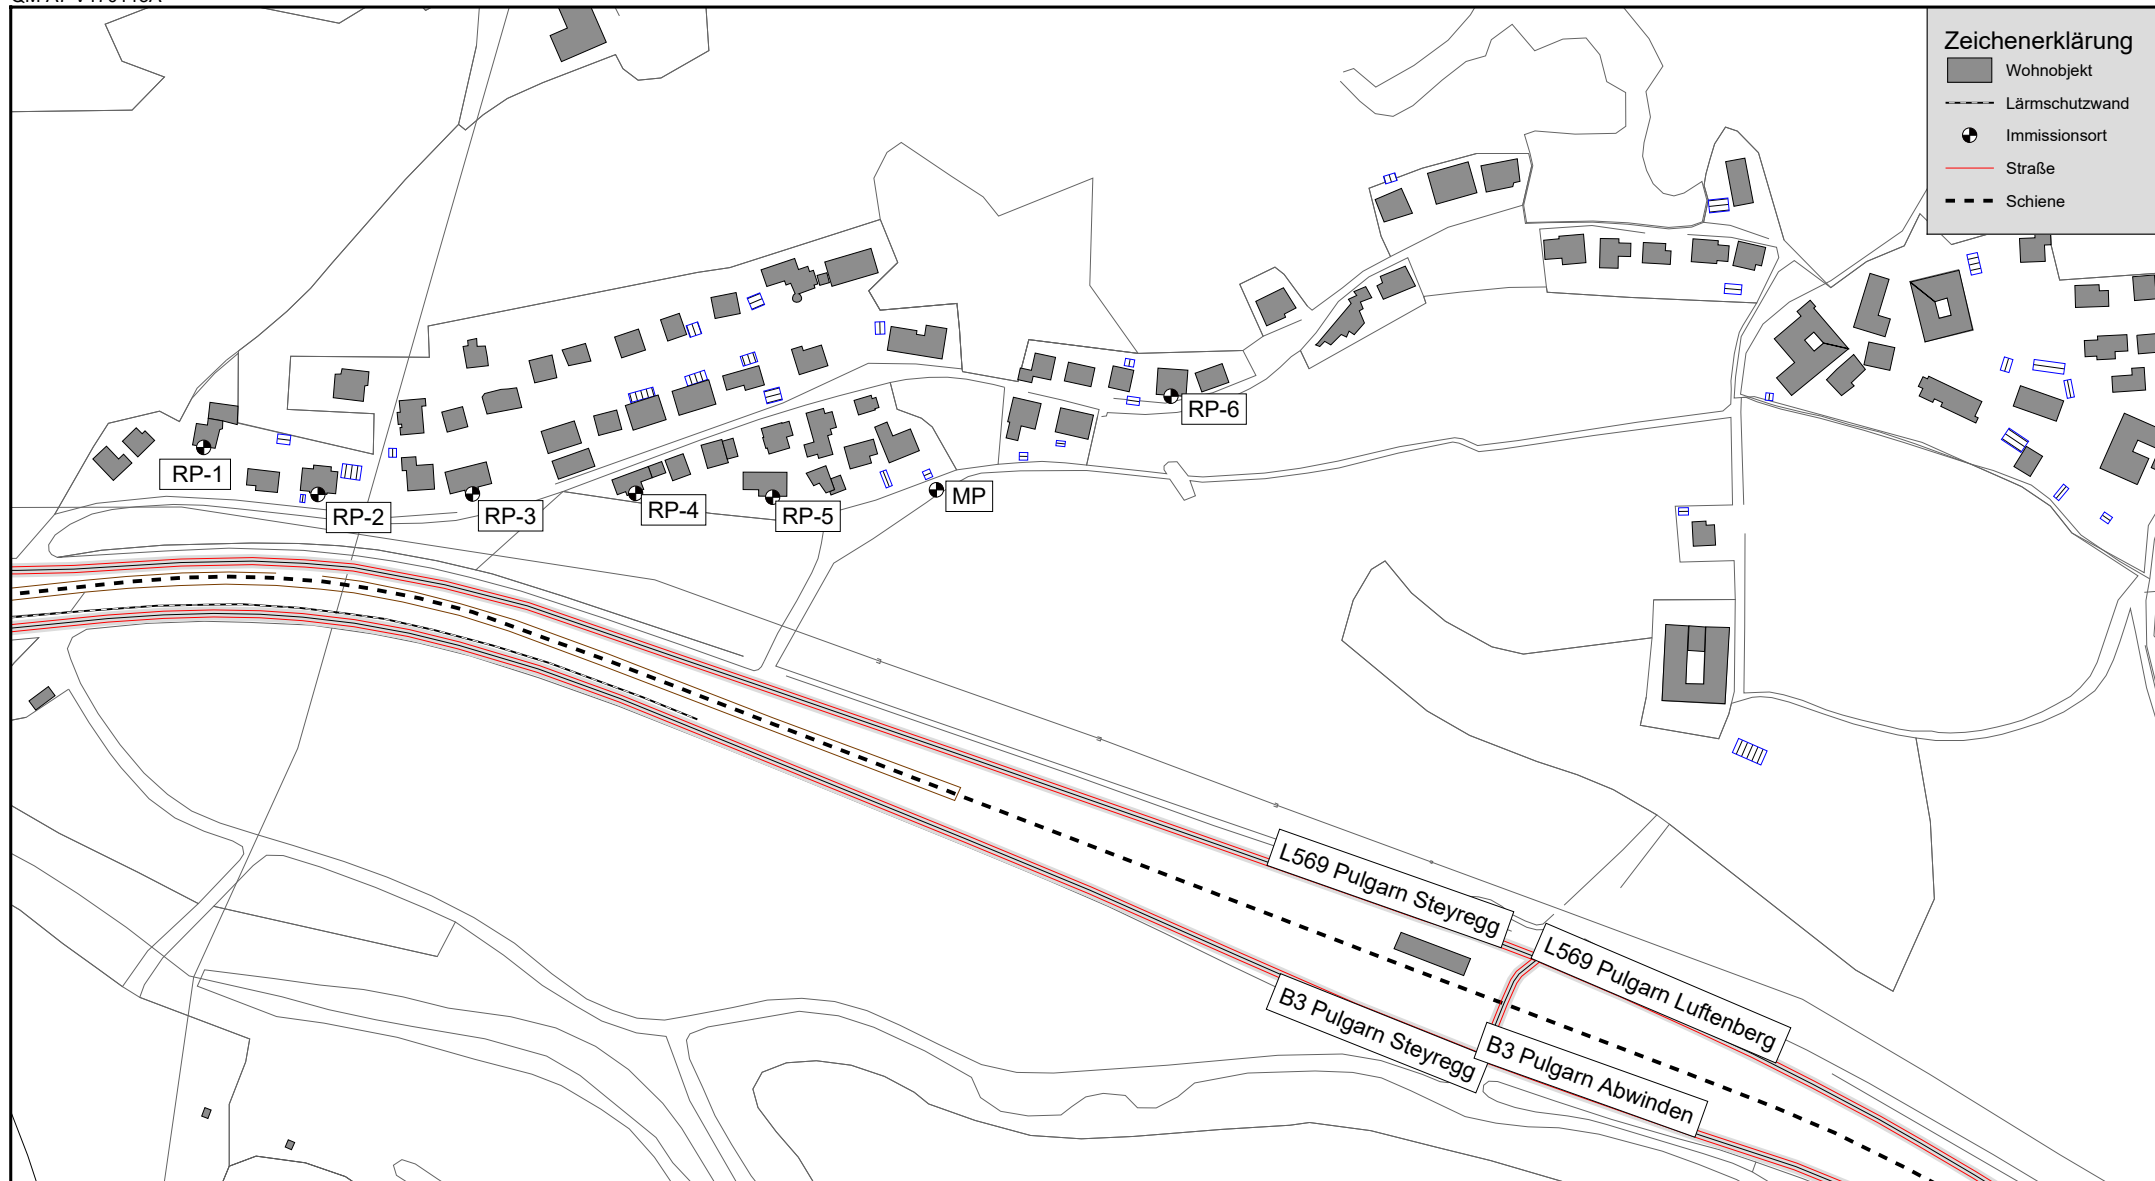 Zeichenerklärung
Wohnobjekt
Lärmschutzwand
Immissionsort
Straße
Schiene
RP-6
RP-1
MP
RP-4
RP-3
RP-2
RP-5
L569 Pulgarn Steyregg
L569 Pulgarn Luftenberg
B3 Pulgarn Steyregg
B3 Pulgarn Abwinden